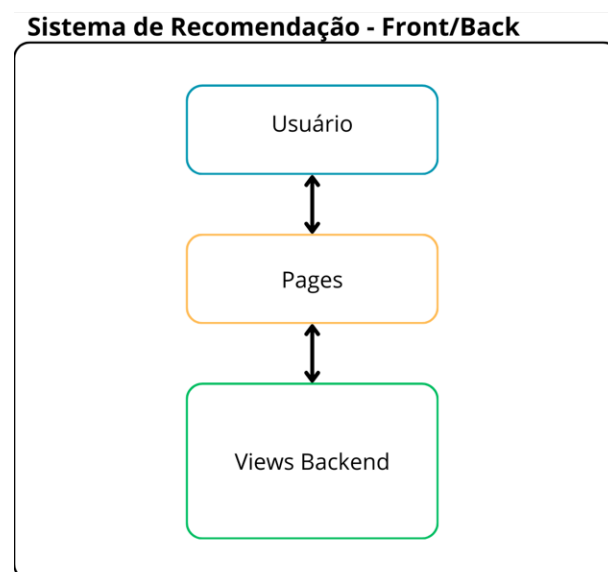 Sistema de Recomendação - Front/Back
Usuário
Pages
Views Backend